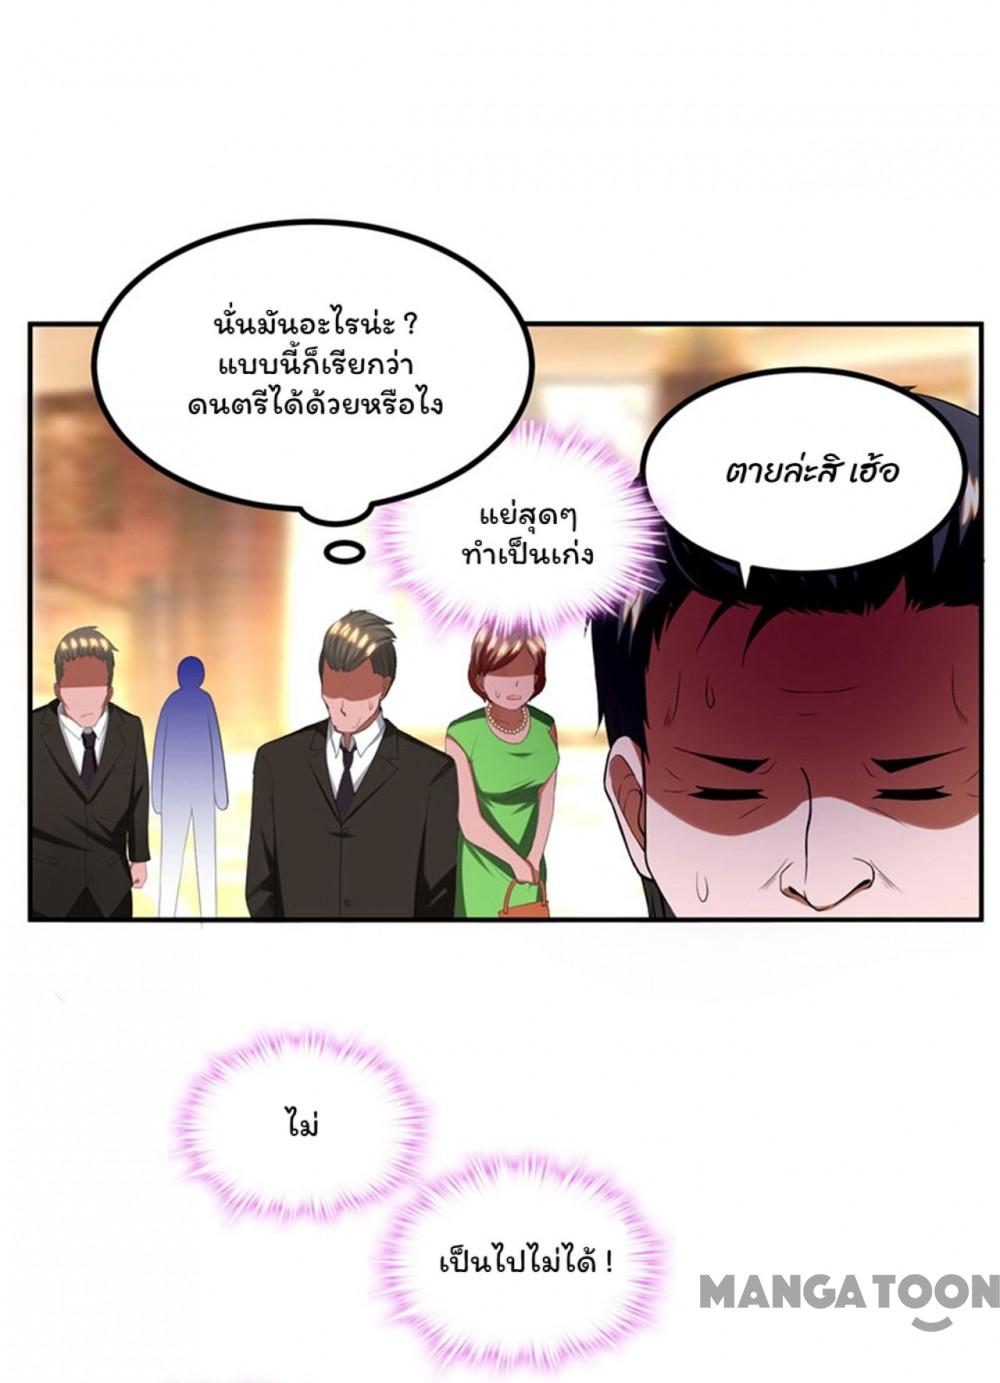 นั่นมันอะไรน่ะ ?
แบบนี้ก็เรียกว่า
ดนตรีได้ด้วยหรือไง
ตายล่ะสิ เฮ้อ
แย่สุดๆ
ทำเป็นเก่ง
ไม่
เป็นไปไม่ได้ !
MANGATOON